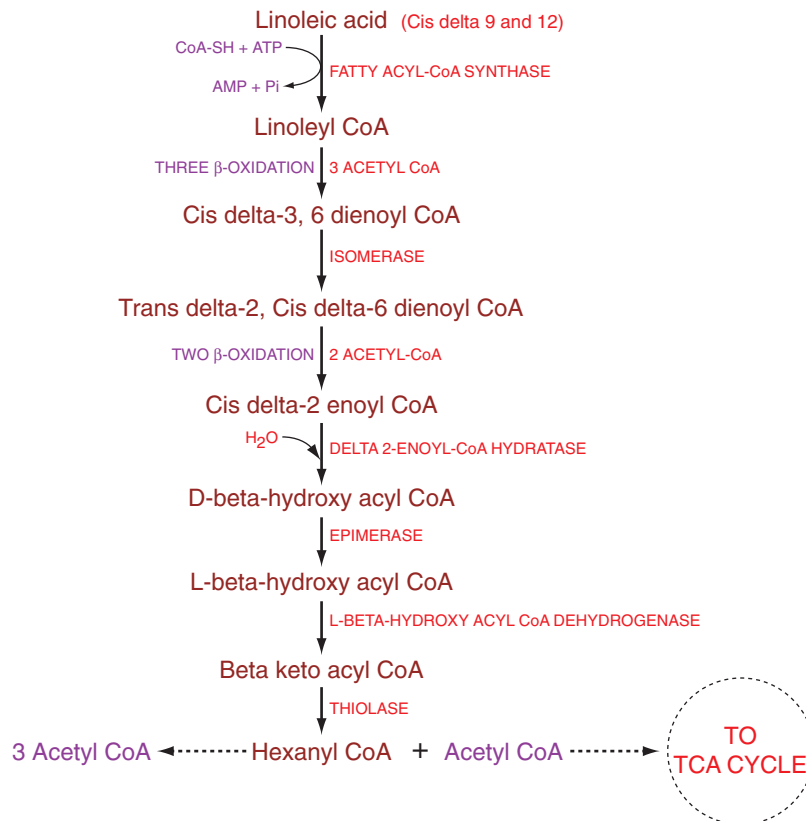 Linoleic acid (Cis delta 9 and 12)
CoA-SH + ATP
FATTY ACYL-CoA SYNTHASE
AMP + Pi
Linoleyl CoA
THREE β-OXIDATION 3 ACETYL CoA
Cis delta-3, 6 dienoyl CoA
ISOMERASE
Trans delta-2, Cis delta-6 dienoyl CoA
TWO β-OXIDATION 2 ACETYL-CoA
Cis delta-2 enoyl CoA
H₂O
DELTA 2-ENOYL-CoA HYDRATASE
D-beta-hydroxy acyl CoA
EPIMERASE
L-beta-hydroxy acyl CoA
L-BETA-HYDROXY ACYL CoA DEHYDROGENASE
Beta keto acyl CoA
THIOLASE
3 Acetyl CoA Hexanyl CoA + Acetyl CoA
TO
TCA CYCLE